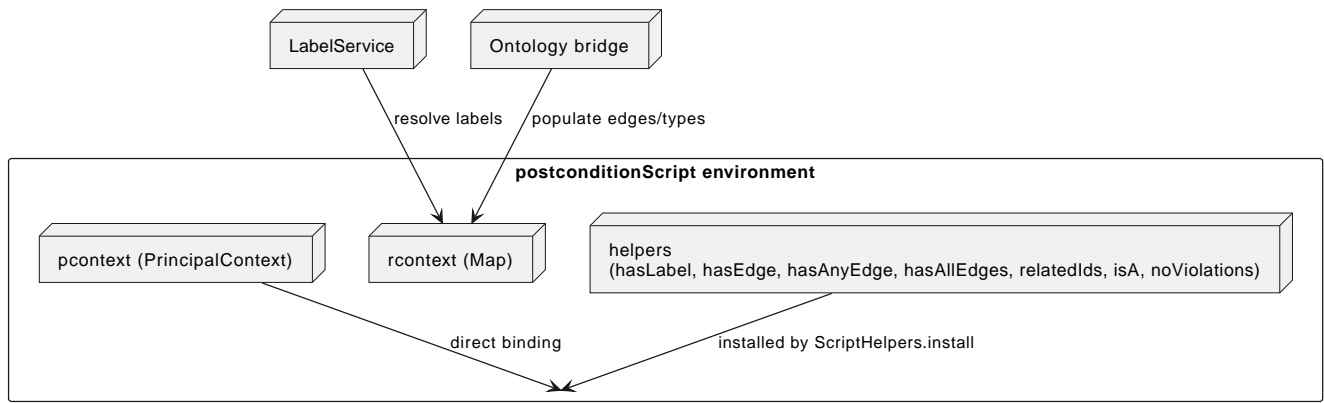 LabelService
Ontology bridge
resolve labels
populate edges/types
postconditionScript environment
pcontext (PrincipalContext)
rcontext (Map)
helpers
(hasLabel, hasEdge, hasAnyEdge, hasAllEdges, relatedIds, isA, noViolations)
direct binding
installed by ScriptHelpers.install